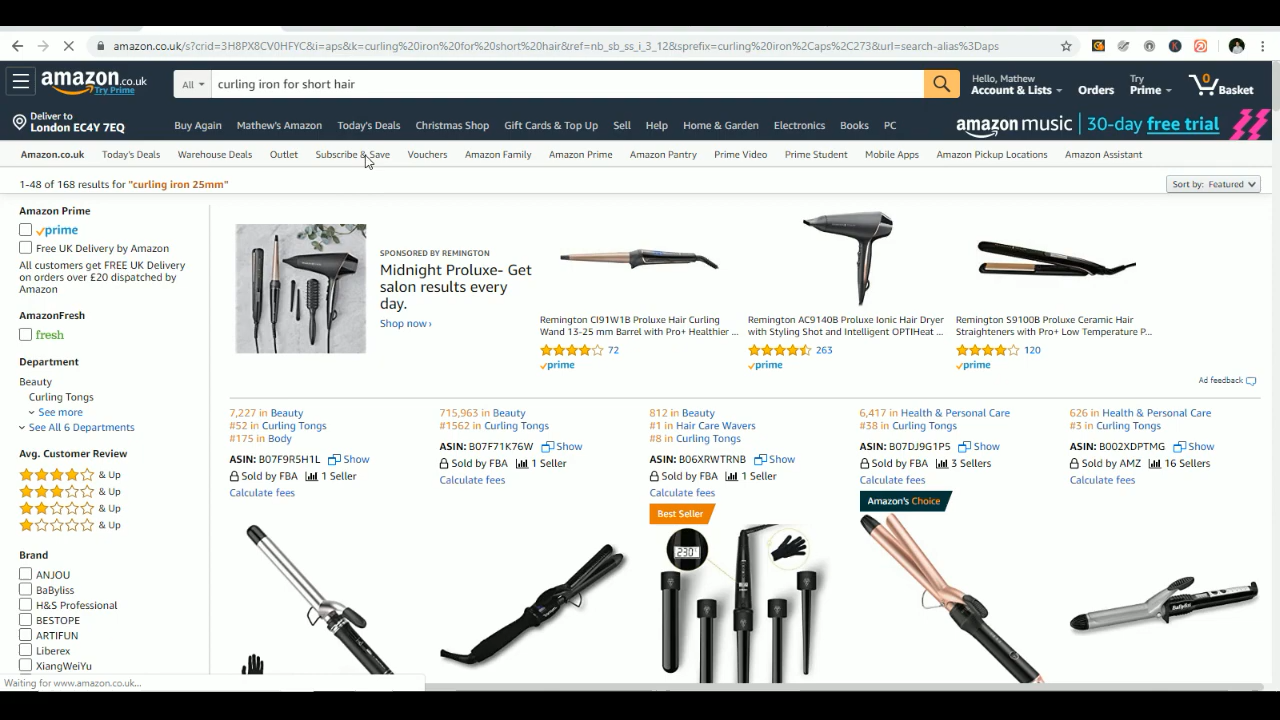 amazon.co.uk/s?crid=3H8PX8CV0HFYC&i=aps&k=curling%20iron%20for%20short%20hair&ref=nb_sb_ss_i_3_12&sprefix=curling%20iron%2Caps%2C273&url=search-alias%3Daps
amazon.co.uk
Try Prime
All
curling iron for short hair
Hello, Mathew
Account & Lists
Orders
Try
Prime
0
Basket
Deliver to
London EC4Y 7EQ
Buy Again
Mathew's Amazon
Today's Deals
Christmas Shop
Gift Cards & Top Up
Sell
Help
Home & Garden
Electronics
Books
PC
amazon music | 30-day free trial
Amazon.co.uk
Today's Deals
Warehouse Deals
Outlet
Subscribe & Save
Vouchers
Amazon Family
Amazon Prime
Amazon Pantry
Prime Video
Prime Student
Mobile Apps
Amazon Pickup Locations
Amazon Assistant
1-48 of 168 results for "curling iron 25mm"
Sort by: Featured
Amazon Prime
prime
Free UK Delivery by Amazon
All customers get FREE UK Delivery
on orders over £20 dispatched by
Amazon
AmazonFresh
fresh
Department
Beauty
Curling Tongs
See more
See All 6 Departments
Avg. Customer Review
& Up
& Up
& Up
& Up
Brand
ANJOU
BaByliss
H&S Professional
BESTOPE
ARTIFUN
Liberex
XiangWeiYu
SPONSORED BY REMINGTON
Midnight Proluxe- Get
salon results every
day.
Shop now ›
Remington CI91W1B Proluxe Hair Curling
Wand 13-25 mm Barrel with Pro+ Healthier ...
72
prime
Remington AC9140B Proluxe Ionic Hair Dryer
with Styling Shot and Intelligent OPTIHeat ...
263
prime
Remington S9100B Proluxe Ceramic Hair
Straighteners with Pro+ Low Temperature P...
120
prime
Ad feedback
7,227 in Beauty
#52 in Curling Tongs
#175 in Body
ASIN: B07F9R5H1L Show
Sold by FBA 1 Seller
Calculate fees
715,963 in Beauty
#1562 in Curling Tongs
ASIN: B07F71K76W Show
Sold by FBA 1 Seller
Calculate fees
812 in Beauty
#1 in Hair Care Wavers
#8 in Curling Tongs
ASIN: B06XRWTRNB Show
Sold by FBA 1 Seller
Calculate fees
Best Seller
230°
6,417 in Health & Personal Care
#38 in Curling Tongs
ASIN: B07DJ9G1P5 Show
Sold by FBA 3 Sellers
Calculate fees
Amazon's Choice
626 in Health & Personal Care
#3 in Curling Tongs
ASIN: B002XDPTMG Show
Sold by AMZ 16 Sellers
Calculate fees
BaByliss
Waiting for www.amazon.co.uk...